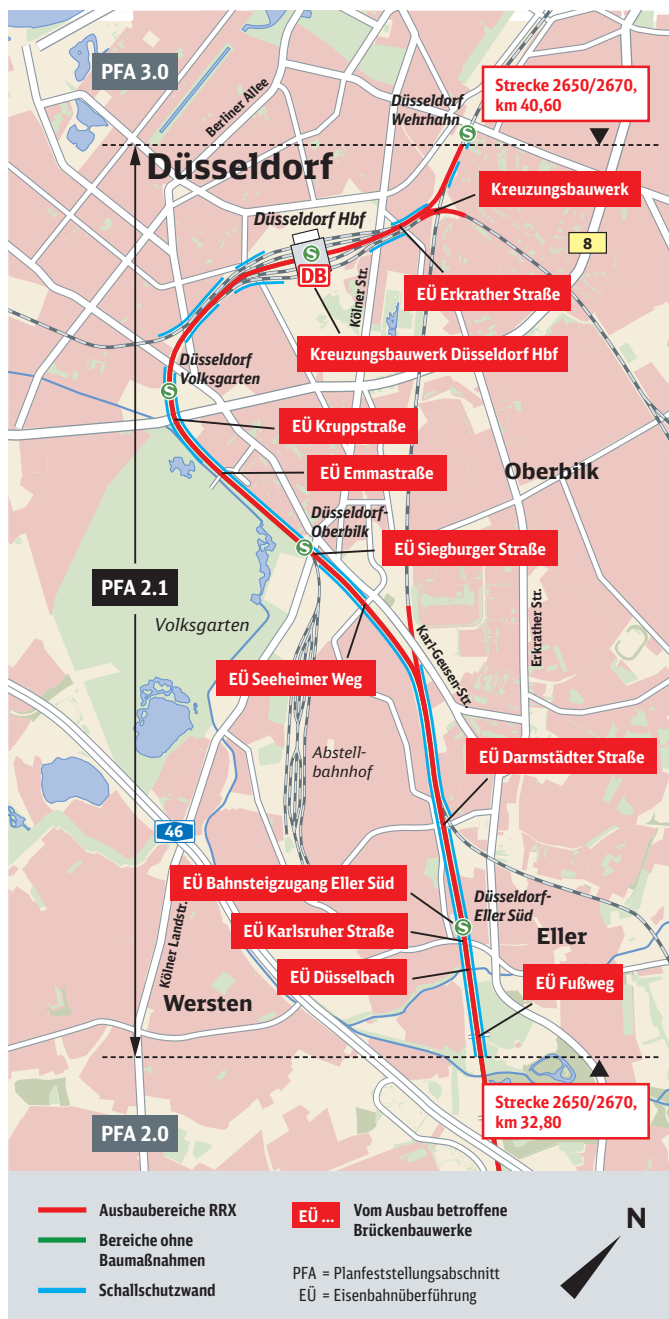 PFA 3.0
Berliner Allee
Düsseldorf
Wehrhahn
S
Strecke 2650/2670,
km 40,60
Düsseldorf
Kreuzungsbauwerk
Düsseldorf Hbf
S
DB
8
Kölner Str.
EÜ Erkrather Straße
Kreuzungsbauwerk Düsseldorf Hbf
Düsseldorf
Volksgarten
S
EÜ Kruppstraße
EÜ Emmastraße
Oberbilk
Düsseldorf-
Oberbilk
S
EÜ Siegburger Straße
PFA 2.1
Volksgarten
Erkrather Str.
Karl-Geusen-Str.
EÜ Seeheimer Weg
Abstell-
bahnhof
EÜ Darmstädter Straße
46
EÜ Bahnsteigzugang Eller Süd
Düsseldorf-
Eller Süd
S
Kölner Landstr.
EÜ Karlsruher Straße
Eller
EÜ Düsselbach
EÜ Fußweg
Wersten
Strecke 2650/2670,
km 32,80
PFA 2.0
Ausbaubereiche RRX
Bereiche ohne
Baumaßnahmen
Schallschutzwand
EÜ ...
Vom Ausbau betroffene
Brückenbauwerke
PFA = Planfeststellungsabschnitt
EÜ = Eisenbahnüberführung
N